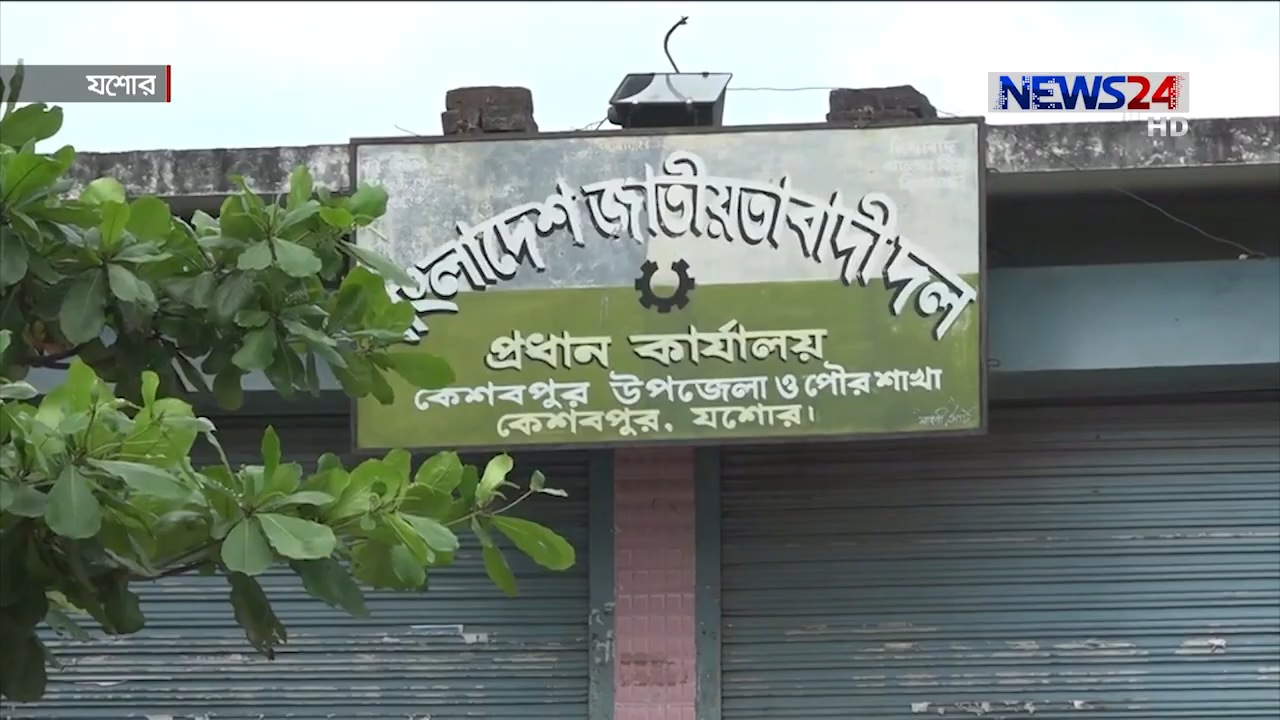 যশোর
NEWS24
HD
বাংলাদেশ জাতীয়তাবাদী দল
প্রধান কার্যালয়
কেশবপুর উপজেলা ও পৌর শাখা
কেশবপুর, যশোর।